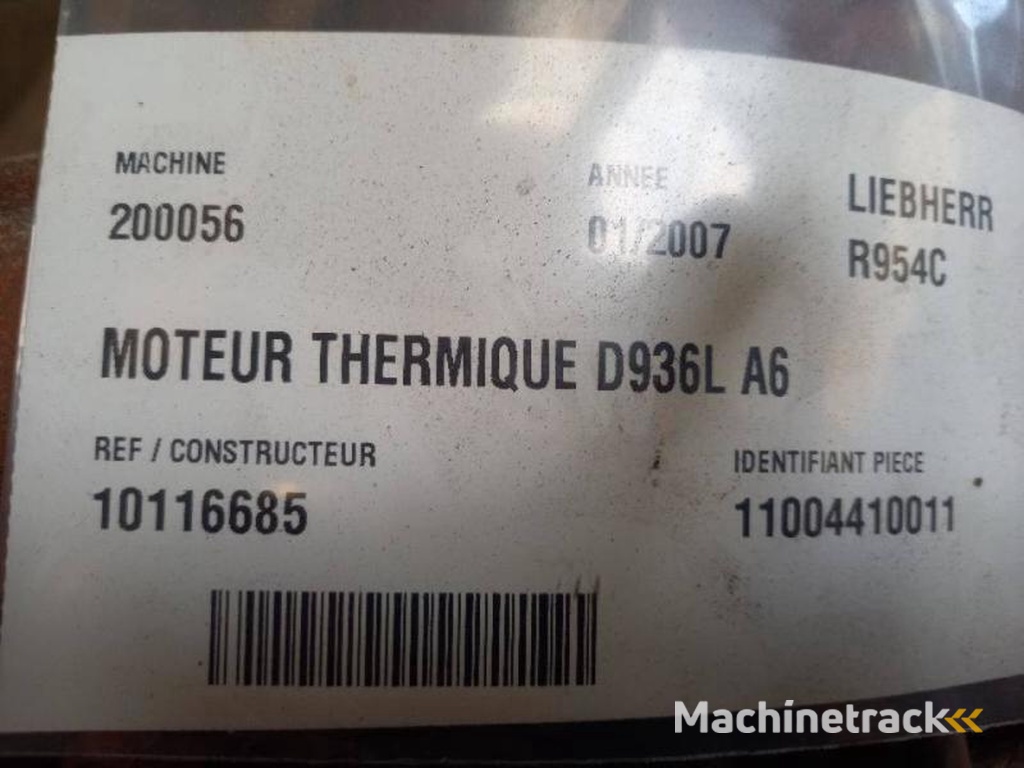 MACHINE
200056
ANNEE
01/2007
LIEBHERR
R954C
MOTEUR THERMIQUE D936L A6
REF / CONSTRUCTEUR
10116685
IDENTIFIANT PIECE
11004410011
Machinetrack